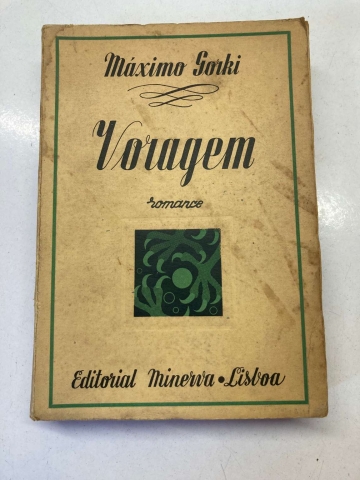 Máximo Gorki
Voragem
romance
Editorial Minerva • Lisboa